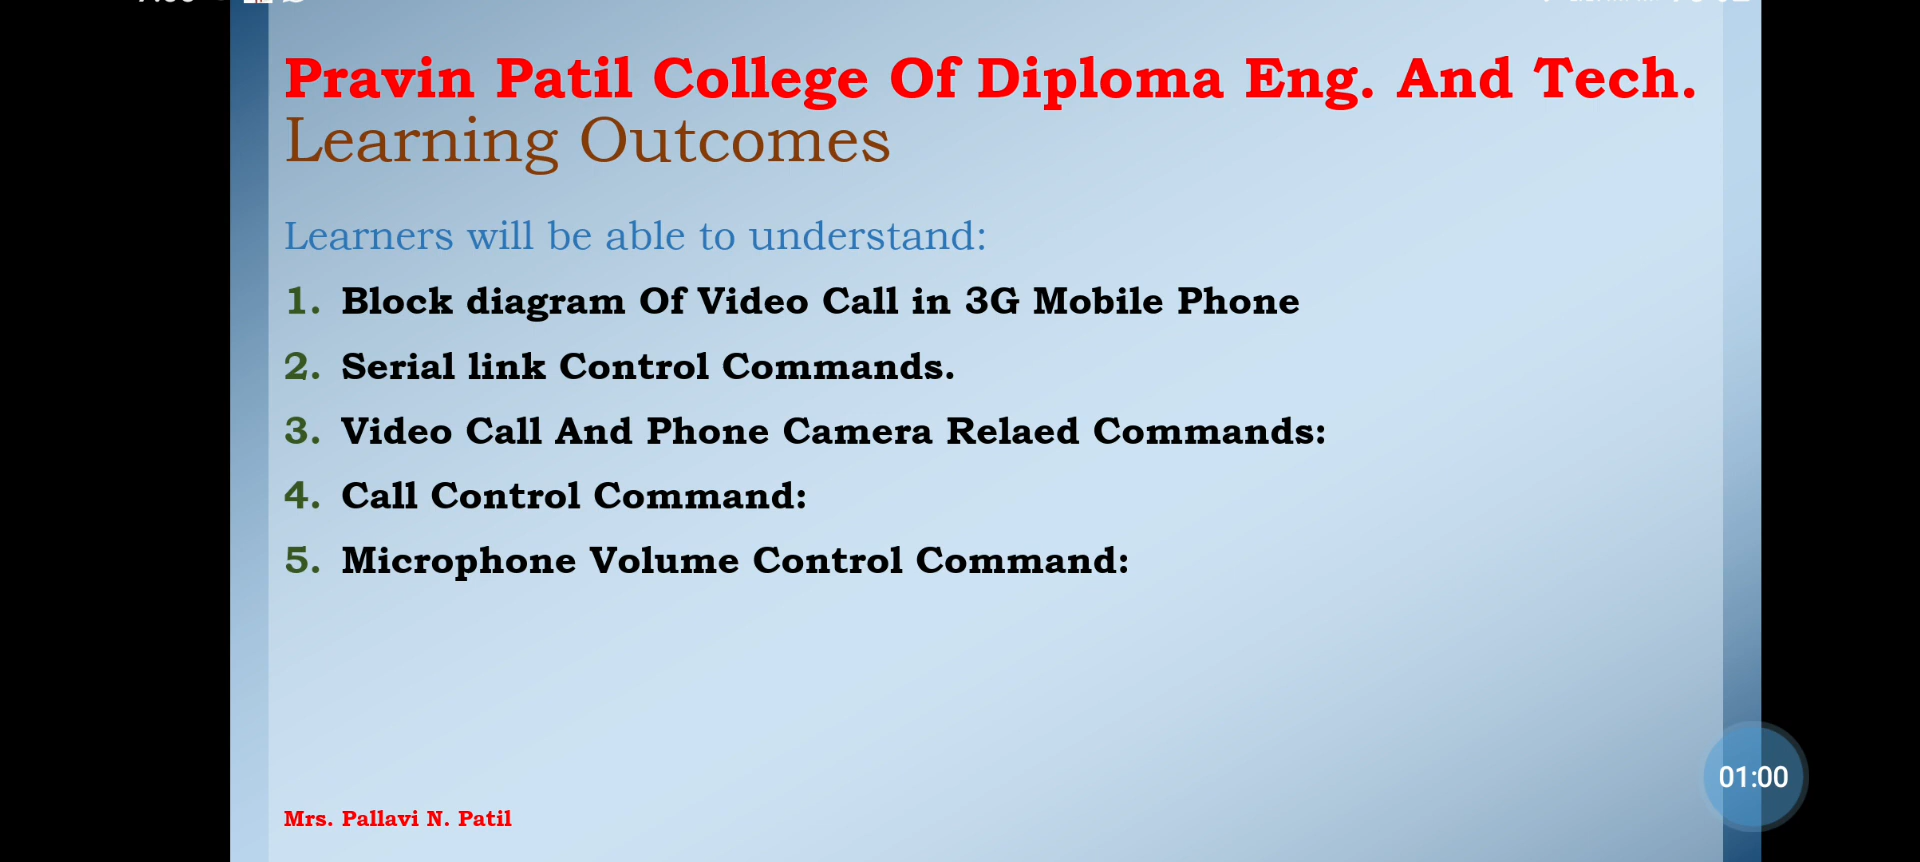 Pravin Patil College Of Diploma Eng. And Tech.
Learning Outcomes
Learners will be able to understand:
1. Block diagram Of Video Call in 3G Mobile Phone
2. Serial link Control Commands.
3. Video Call And Phone Camera Relaed Commands:
4. Call Control Command:
5. Microphone Volume Control Command:
01:00
Mrs. Pallavi N. Patil